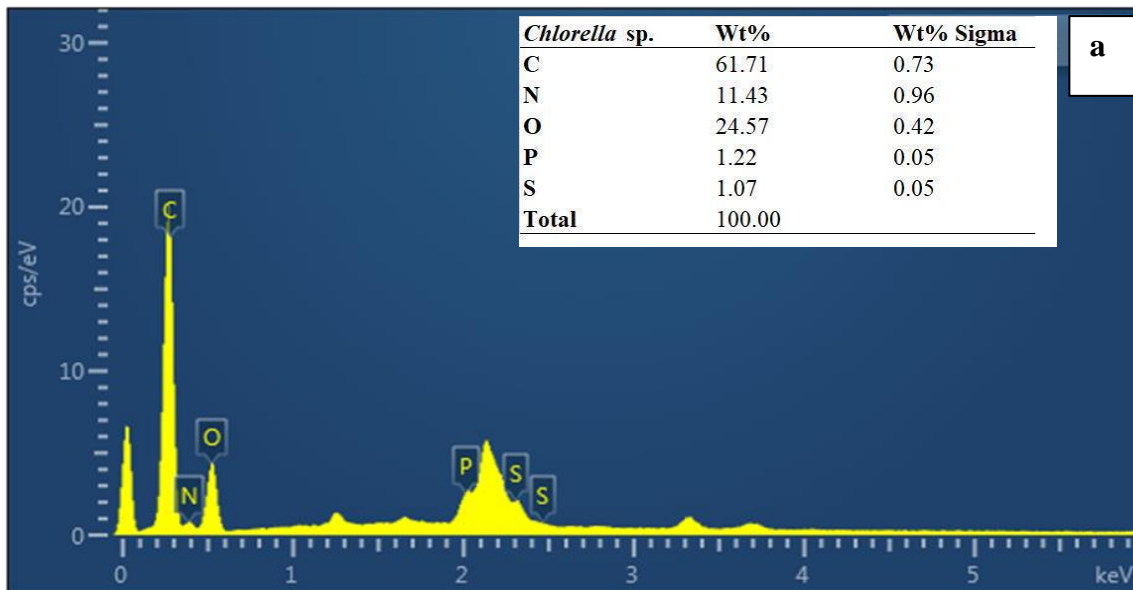 Chlorella sp. Wt% Wt% Sigma
C 61.71 0.73
N 11.43 0.96
O 24.57 0.42
P 1.22 0.05
S 1.07 0.05
Total 100.00
a
30
20
10
0
cps/eV
C
N
O
P
S
S
0 1 2 3 4 5 keV